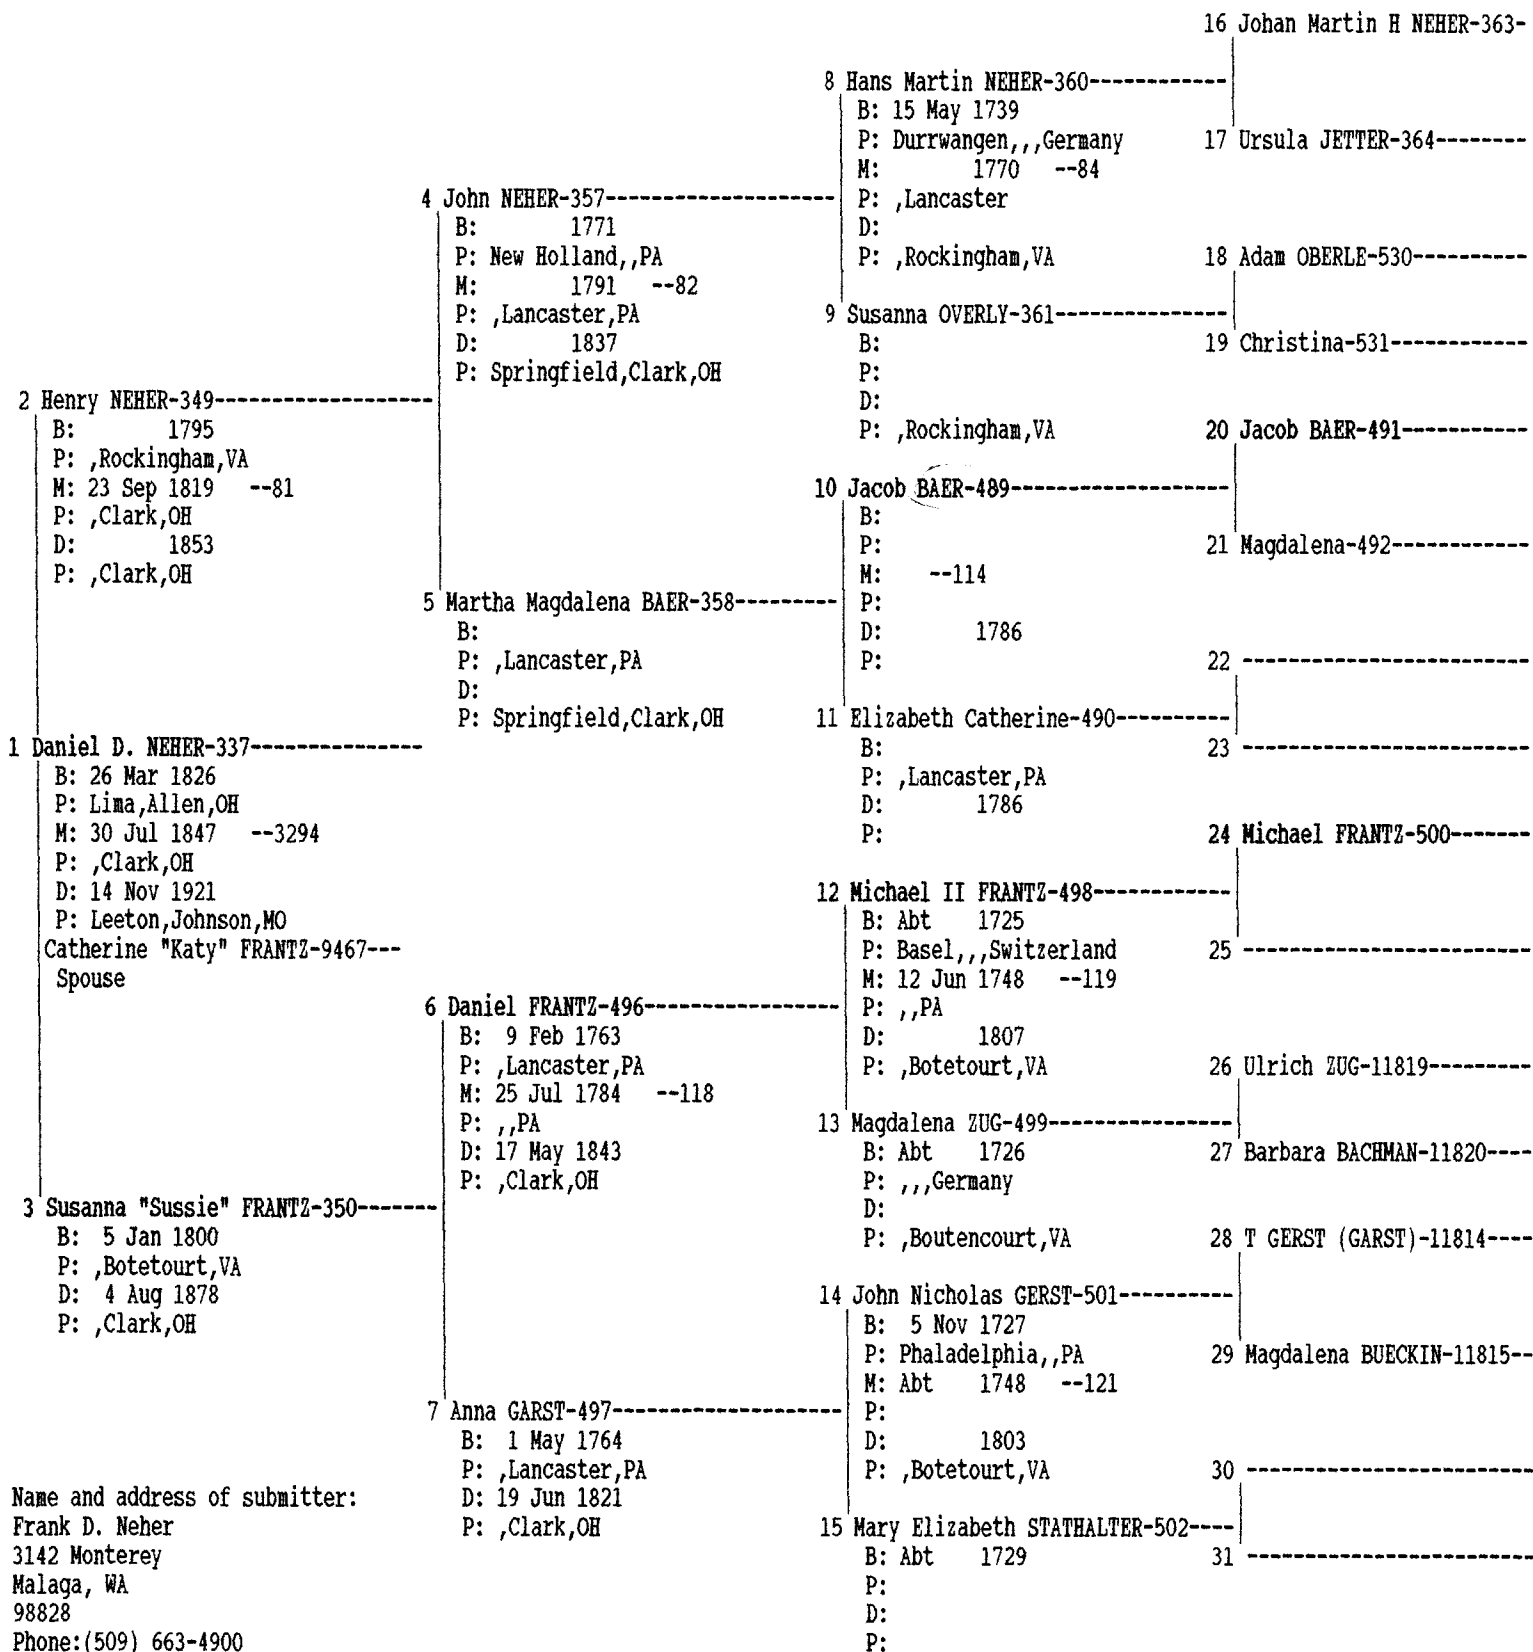 16 Johan Martin H NEHER-363-
8 Hans Martin NEHER-360------------
B: 15 May 1739
P: Durrwangen,,,Germany
M: 1770 --84
P: ,Lancaster
D:
P: ,Rockingham,VA
17 Ursula JETTER-364--------
4 John NEHER-357--------------------
B: 1771
P: New Holland,,PA
M: 1791 --82
P: ,Lancaster,PA
D: 1837
P: Springfield,Clark,OH
18 Adam OBERLE-530----------
9 Susanna OVERLY-361---------------
B:
P:
D:
P: ,Rockingham,VA
19 Christina-531------------
2 Henry NEHER-349-------------------
B: 1795
P: ,Rockingham,VA
M: 23 Sep 1819 --81
P: ,Clark,OH
D: 1853
P: ,Clark,OH
20 Jacob BAER-491-----------
10 Jacob BAER-489-------------------
B:
P:
M: --114
P:
D: 1786
P:
21 Magdalena-492------------
5 Martha Magdalena BAER-358---------
B:
P: ,Lancaster,PA
D:
P: Springfield,Clark,OH
22 -------------------------
11 Elizabeth Catherine-490----------
B:
P: ,Lancaster,PA
D: 1786
P:
23 -------------------------
1 Daniel D. NEHER-337---------------
B: 26 Mar 1826
P: Lima,Allen,OH
M: 30 Jul 1847 --3294
P: ,Clark,OH
D: 14 Nov 1921
P: Leeton,Johnson,MO
Catherine "Katy" FRANTZ-9467---
Spouse
24 Michael FRANTZ-500-------
12 Michael II FRANTZ-498------------
B: Abt 1725
P: Basel,,,Switzerland
M: 12 Jun 1748 --119
P: ,,PA
D: 1807
P: ,Botetourt,VA
25 -------------------------
6 Daniel FRANTZ-496-----------------
B: 9 Feb 1763
P: ,Lancaster,PA
M: 25 Jul 1784 --118
P: ,,PA
D: 17 May 1843
P: ,Clark,OH
26 Ulrich ZUG-11819---------
13 Magdalena ZUG-499----------------
B: Abt 1726
P: ,,,Germany
D:
P: ,Boutencourt,VA
27 Barbara BACHMAN-11820----
3 Susanna "Sussie" FRANTZ-350-------
B: 5 Jan 1800
P: ,Botetourt,VA
D: 4 Aug 1878
P: ,Clark,OH
28 T GERST (GARST)-11814----
14 John Nicholas GERST-501----------
B: 5 Nov 1727
P: Phaladelphia,,PA
M: Abt 1748 --121
P:
D: 1803
P: ,Botetourt,VA
29 Magdalena BUECKIN-11815--
7 Anna GARST-497--------------------
B: 1 May 1764
P: ,Lancaster,PA
D: 19 Jun 1821
P: ,Clark,OH
30 -------------------------
15 Mary Elizabeth STATHALTER-502----
B: Abt 1729
P:
D:
P:
31 -------------------------
Name and address of submitter:
Frank D. Neher
3142 Monterey
Malaga, WA
98828
Phone:(509) 663-4900